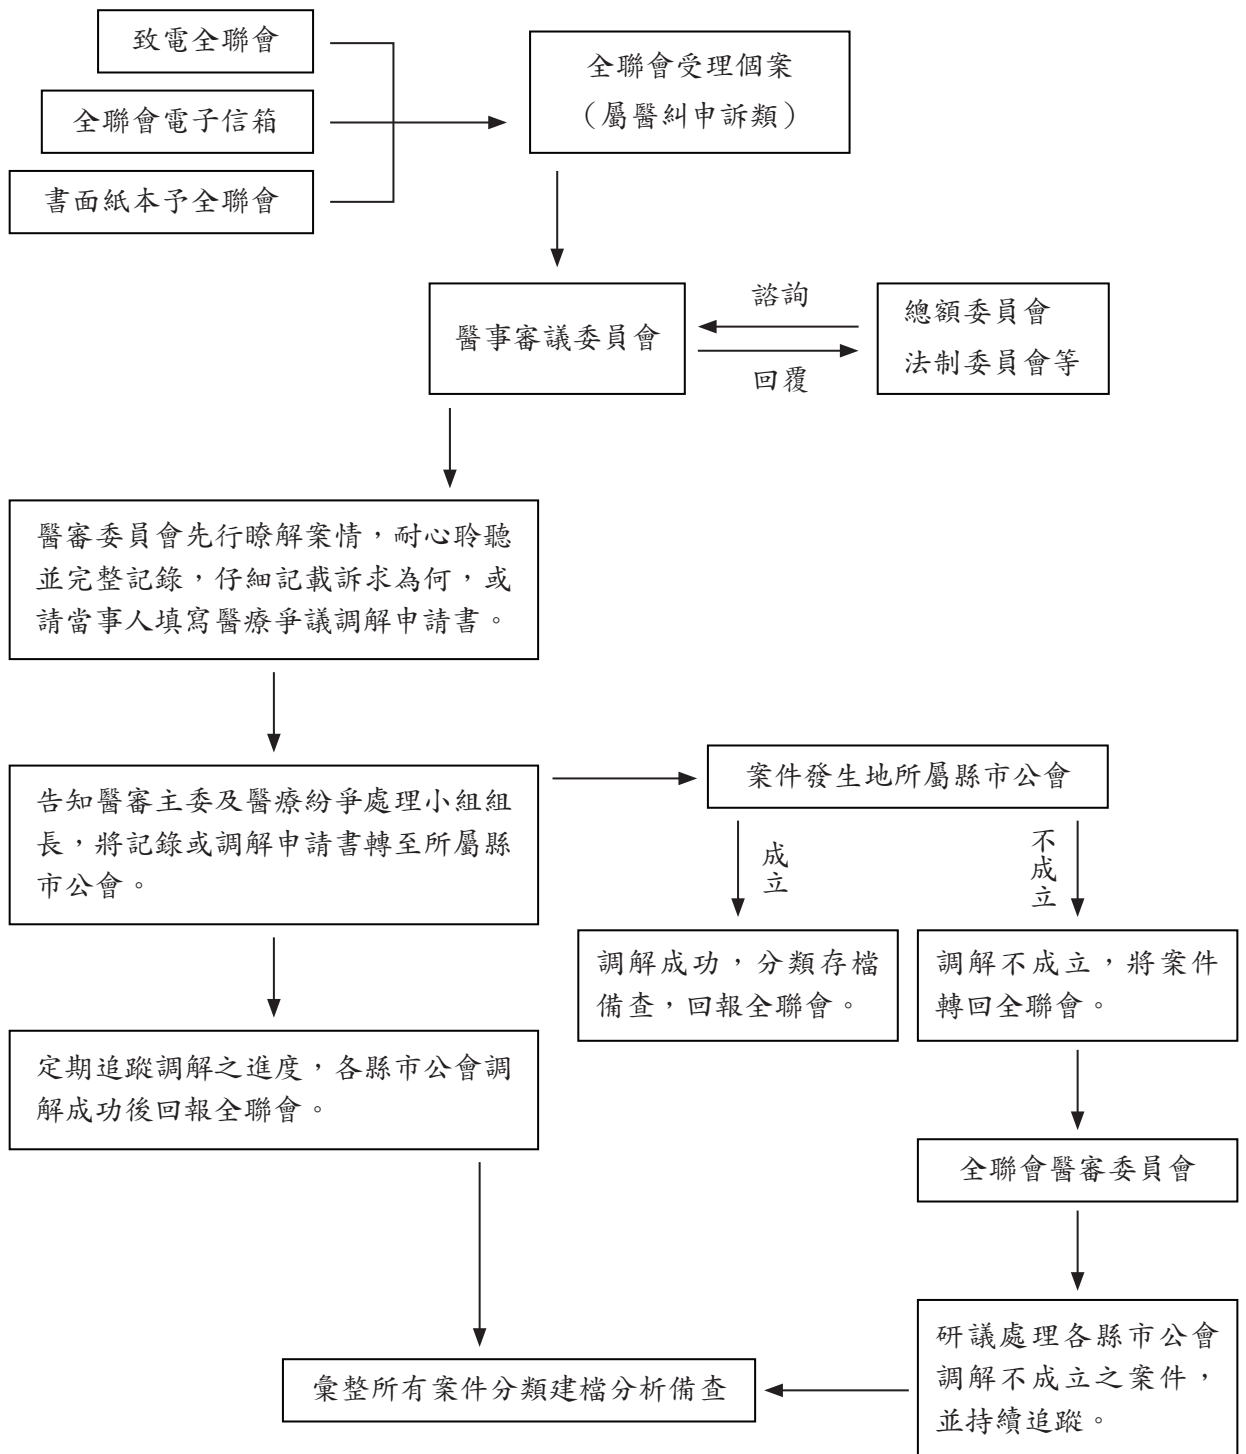 致電全聯會
全聯會電子信箱
書面紙本予全聯會
全聯會受理個案
（屬醫糾申訴類）
醫事審議委員會
諮詢
回覆
總額委員會
法制委員會等
醫審委員會先行瞭解案情，耐心聆聽
並完整記錄，仔細記載訴求為何，或
請當事人填寫醫療爭議調解申請書。
告知醫審主委及醫療紛爭處理小組組
長，將記錄或調解申請書轉至所屬縣
市公會。
案件發生地所屬縣市公會
成立
不成立
調解成功，分類存檔
備查，回報全聯會。
調解不成立，將案件
轉回全聯會。
定期追蹤調解之進度，各縣市公會調
解成功後回報全聯會。
全聯會醫審委員會
研議處理各縣市公會
調解不成立之案件，
並持續追蹤。
彙整所有案件分類建檔分析備查